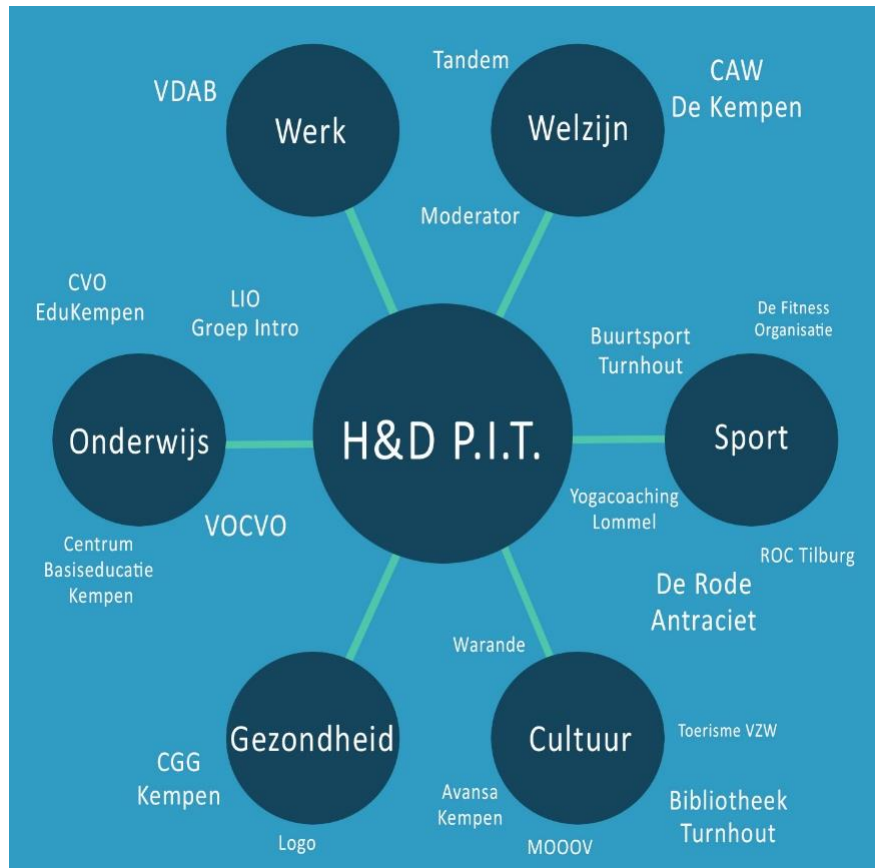 Tandem
CAW
De Kempen
VDAB
Werk
Welzijn
Moderator
CVO
EduKempen
LIO
Groep Intro
De Fitness
Organisatie
Buurtsport
Turnhout
Onderwijs
H&D P.I.T.
Sport
Yogacoaching
Lommel
VOCVO
Centrum
Basiseducatie
Kempen
ROC Tilburg
De Rode
Antraciet
Warande
Gezondheid
Cultuur
Toerisme VZW
CGG
Kempen
Avansa
Kempen
Bibliotheek
Turnhout
Logo
MOOOV